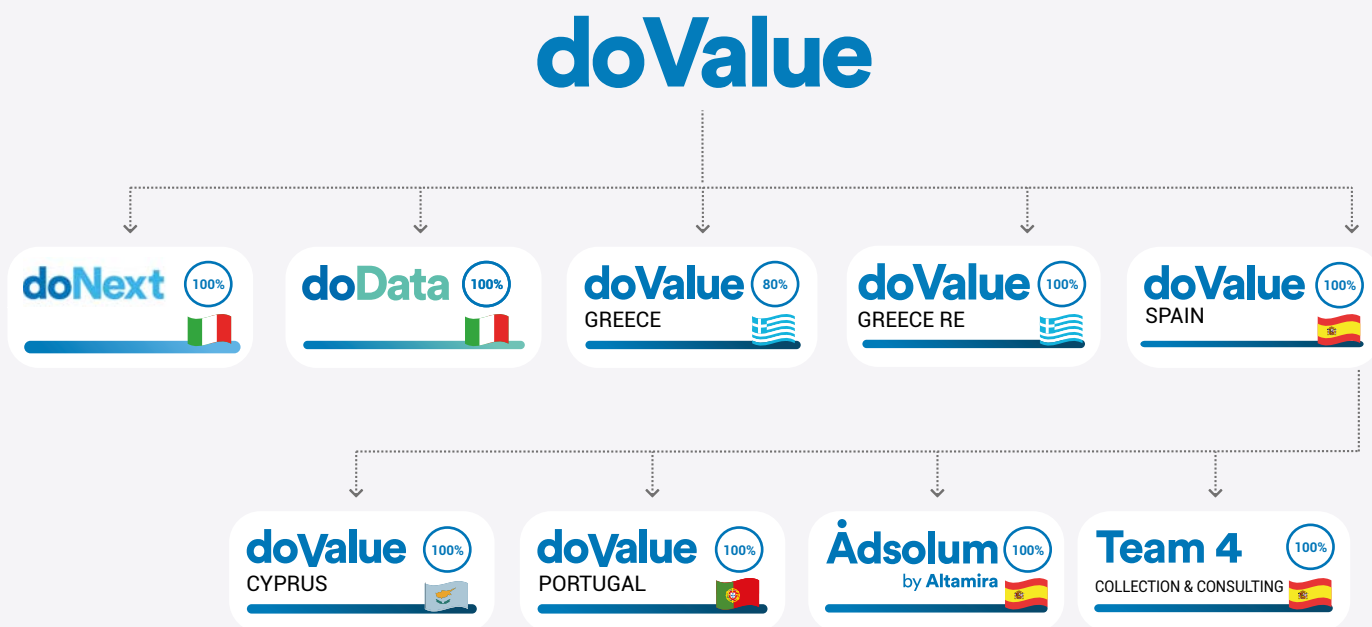 doValue
doNext 100%
doData 100%
doValue 80%
GREECE
doValue 100%
GREECE RE
doValue 100%
SPAIN
doValue 100%
CYPRUS
doValue 100%
PORTUGAL
Ådsolum 100%
by Altamira
Team 4 100%
COLLECTION & CONSULTING